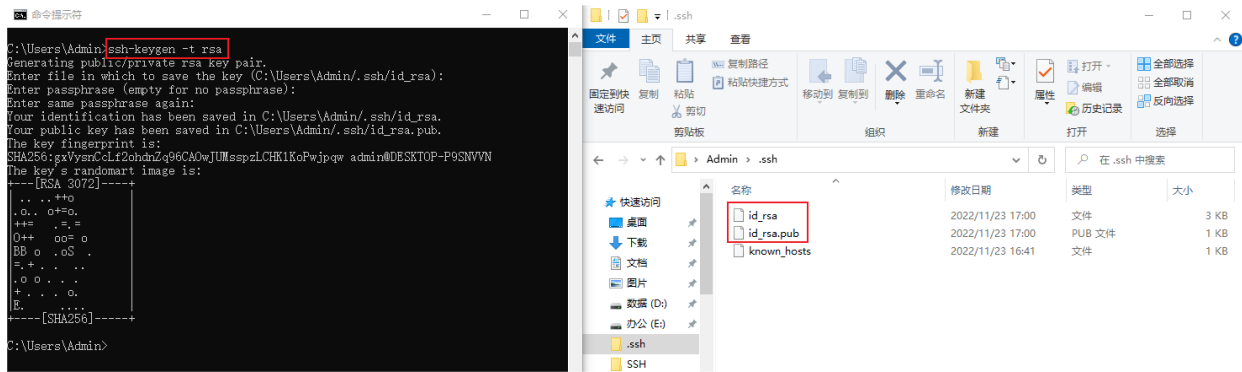 命令提示符
C:\Users\Admin>ssh-keygen -t rsa
Generating public/private rsa key pair.
Enter file in which to save the key (C:\Users\Admin/.ssh/id_rsa):
Enter passphrase (empty for no passphrase):
Enter same passphrase again:
Your identification has been saved in C:\Users\Admin/.ssh/id_rsa.
Your public key has been saved in C:\Users\Admin/.ssh/id_rsa.pub.
The key fingerprint is:
SHA256:gxVysnCcLf2ohdnZq96CAOwJUMsspzLCHK1KoPwjpqw admin@DESKTOP-P9SNVVN
The key's randomart image is:
+---[RSA 3072]----+
| .. . .++o |
|.o.. o+=o. |
|++= .=.= |
|O++ oo= o |
|BB o .oS . |
|=.+ . . .. |
|.o o . . . |
|+ . . . o. |
|E. .... |
+----[SHA256]-----+
C:\Users\Admin>
.ssh
文件 主页 共享 查看
固定到快速访问
复制
粘贴
复制路径
粘贴快捷方式
剪切
剪贴板
移动到 复制到 删除 重命名
组织
新建文件夹
新建
属性
打开
编辑
历史记录
打开
全部选择
全部取消
反向选择
选择
Admin > .ssh
在 .ssh 中搜索
快速访问
桌面
下载
文档
图片
数据 (D:)
办公 (E:)
.ssh
SSH
名称 修改日期 类型 大小
id_rsa 2022/11/23 17:00 文件 3 KB
id_rsa.pub 2022/11/23 17:00 PUB 文件 1 KB
known_hosts 2022/11/23 16:41 文件 1 KB